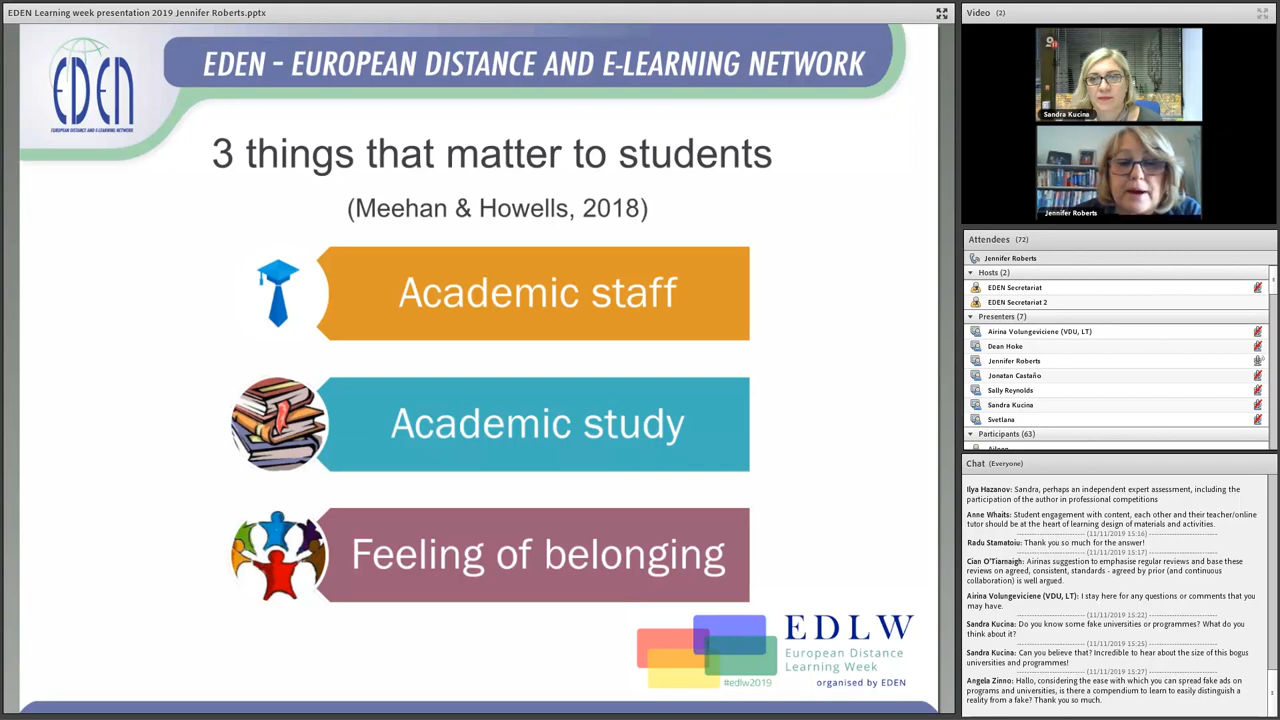 EDEN Learning week presentation 2019 Jennifer Roberts.pptx
EDEN
EUROPEAN DISTANCE AND E-LEARNING NETWORK
EDEN – EUROPEAN DISTANCE AND E-LEARNING NETWORK
3 things that matter to students
(Meehan & Howells, 2018)
Academic staff
Academic study
Feeling of belonging
EDLW
European Distance
Learning Week
#edlw2019
organised by EDEN
Video (2)
Sandra Kucina
Jennifer Roberts
Attendees (72)
Jennifer Roberts
Hosts (2)
EDEN Secretariat
EDEN Secretariat 2
Presenters (7)
Airina Volungeviciene (VDU, LT)
Dean Hoke
Jennifer Roberts
Jonatan Castaño
Sally Reynolds
Sandra Kucina
Svetlana
Participants (63)
Chat (Everyone)
Ilya Hazanov: Sandra, perhaps an independent expert assessment, including the
participation of the author in professional competitions
Anne Whaits: Student engagement with content, each other and their teacher/online
tutor should be at the heart of learning design of materials and activities.
(11/11/2019 15:16)
Radu Stamatoiu: Thank you so much for the answer!
(11/11/2019 15:17)
Cian O'Tiarnaigh: Airinas suggestion to emphasise regular reviews and base these
reviews on agreed, consistent, standards - agreed by prior (and continuous
collaboration) is well argued.
Airina Volungeviciene (VDU, LT): I stay here for any questions or comments that you
may have.
(11/11/2019 15:22)
Sandra Kucina: Do you know some fake universities or programmes? What do you
think about it?
(11/11/2019 15:25)
Sandra Kucina: Can you believe that? Incredible to hear about the size of this bogus
universities and programmes!
(11/11/2019 15:27)
Angela Zinno: Hallo, considering the ease with which you can spread fake ads on
programs and universities, is there a compendium to learn to easily distinguish a
reality from a fake? Thank you so much.